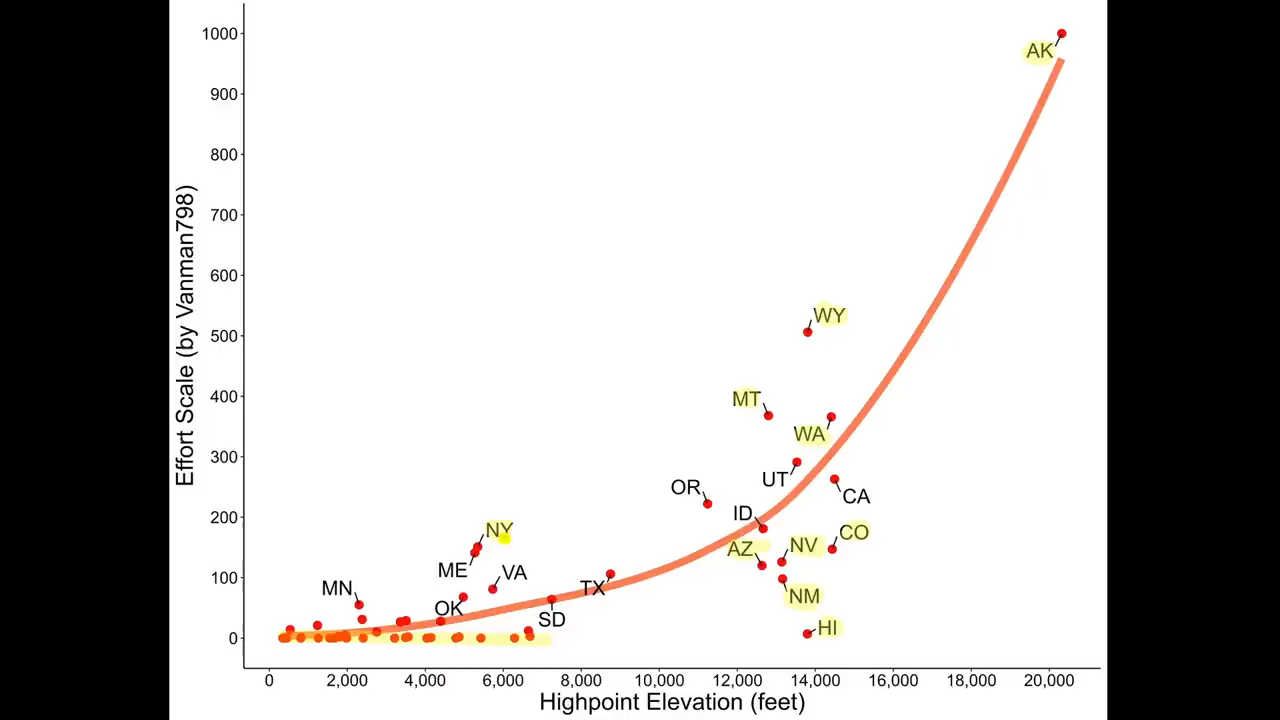 1000
AK
900
800
700
600
Effort Scale (by Vanman798)
WY
500
400
MT
WA
300
UT
OR
CA
200
ID
NY
CO
AZ
NV
ME
VA
100
MN
TX
NM
OK
SD
HI
0
0 2,000 4,000 6,000 8,000 10,000 12,000 14,000 16,000 18,000 20,000
Highpoint Elevation (feet)